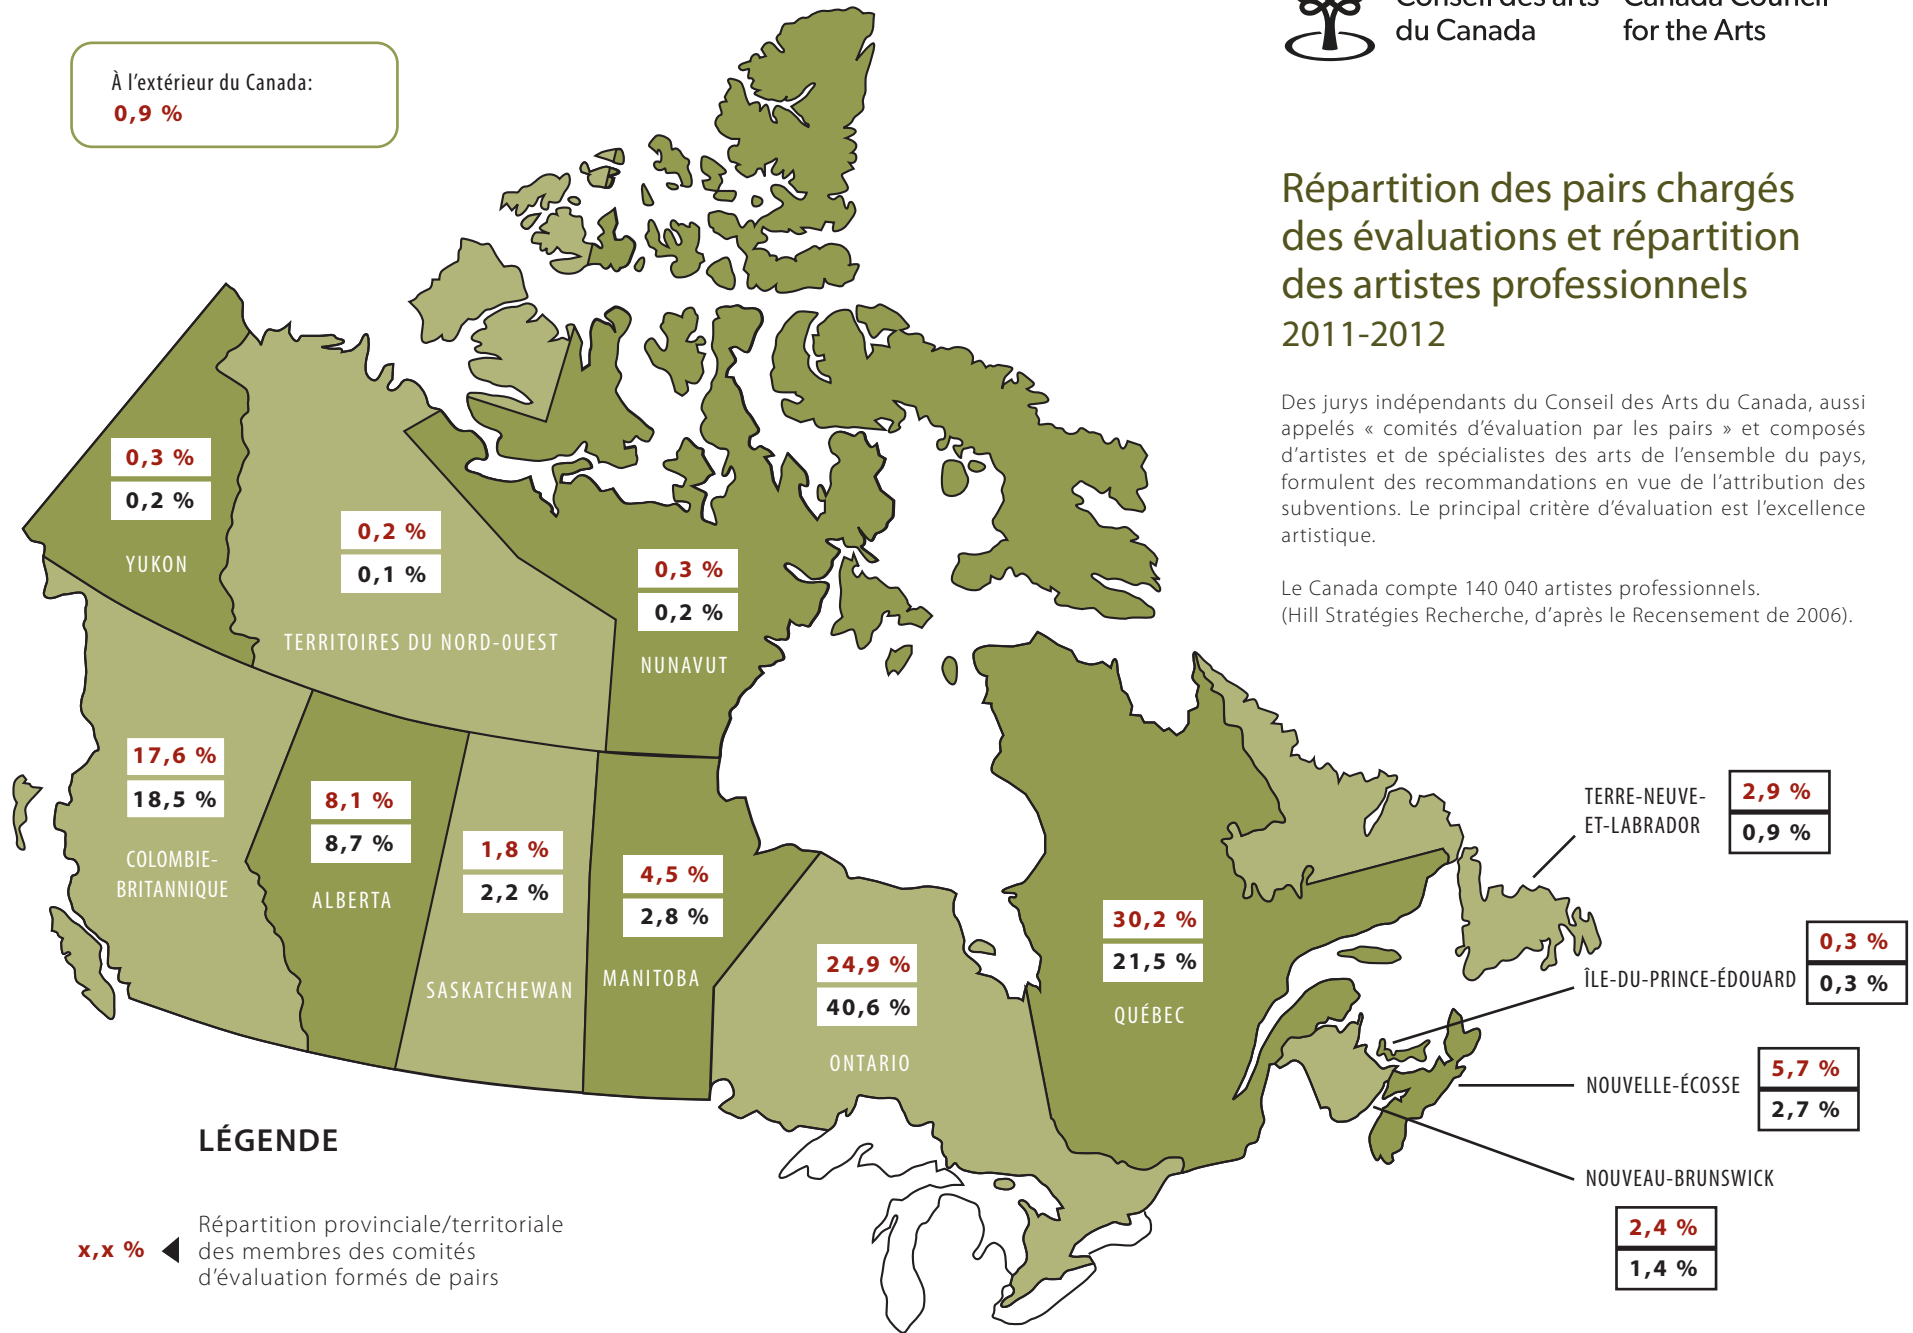 Conseil des arts Canada Council
du Canada for the Arts
À l'extérieur du Canada:
0,9 %
Répartition des pairs chargés
des évaluations et répartition
des artistes professionnels
2011-2012
Des jurys indépendants du Conseil des Arts du Canada, aussi
appelés « comités d'évaluation par les pairs » et composés
d'artistes et de spécialistes des arts de l'ensemble du pays,
formulent des recommandations en vue de l'attribution des
subventions. Le principal critère d'évaluation est l'excellence
artistique.
Le Canada compte 140 040 artistes professionnels.
(Hill Stratégies Recherche, d'après le Recensement de 2006).
0,3 %
0,2 %
YUKON
0,2 %
0,1 %
TERRITOIRES DU NORD-OUEST
0,3 %
0,2 %
NUNAVUT
17,6 %
18,5 %
COLOMBIE-
BRITANNIQUE
8,1 %
8,7 %
ALBERTA
1,8 %
2,2 %
SASKATCHEWAN
4,5 %
2,8 %
MANITOBA
24,9 %
40,6 %
ONTARIO
30,2 %
21,5 %
QUÉBEC
TERRE-NEUVE-
ET-LABRADOR
2,9 %
0,9 %
ÎLE-DU-PRINCE-ÉDOUARD
0,3 %
0,3 %
NOUVELLE-ÉCOSSE
5,7 %
2,7 %
NOUVEAU-BRUNSWICK
2,4 %
1,4 %
LÉGENDE
x,x %
Répartition provinciale/territoriale
des membres des comités
d'évaluation formés de pairs